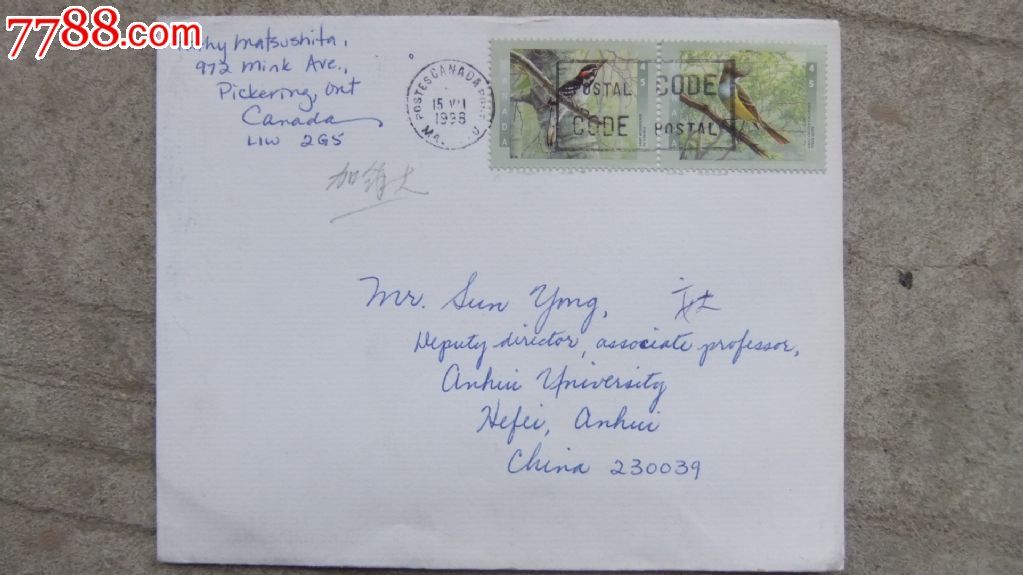 7788.com
hy Matsushita,
972 Mink Ave.,
Pickering, Ont
Canada
L1W 2G5
加拿大
POSTES CANADA POST
15 VII
1998
POSTAL CODE
CODE POSTAL
45
45
Mr. Sun Yong,
Deputy director, associate professor,
Anhui University
Hefei, Anhui
China 230039